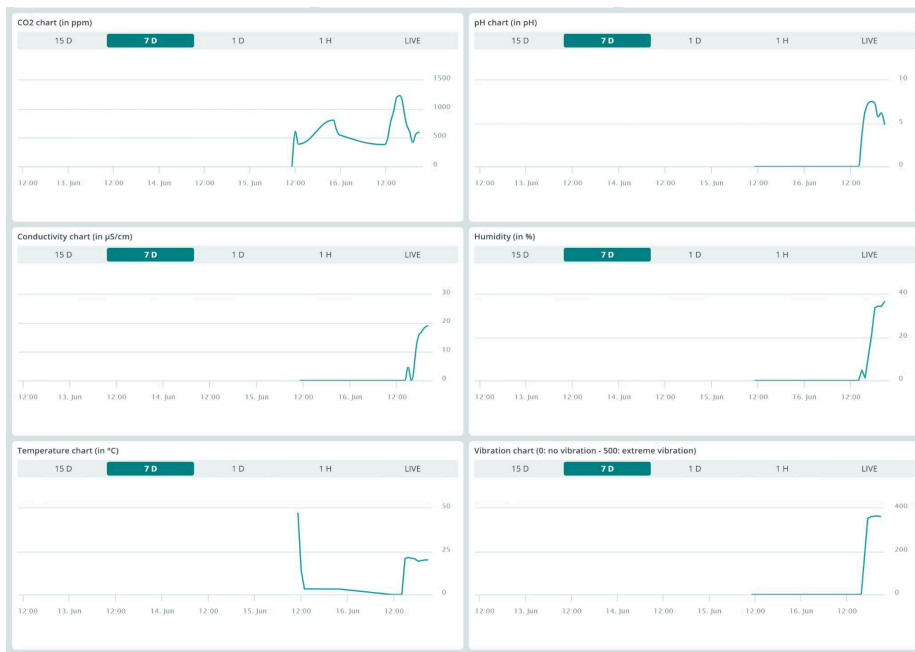 CO2 chart (in ppm)
15 D 7 D 1 D 1 H LIVE
1500
1000
500
0
12:00 13. Jun 12:00 14. Jun 12:00 15. Jun 12:00 16. Jun 12:00
pH chart (in pH)
15 D 7 D 1 D 1 H LIVE
10
5
0
12:00 13. Jun 12:00 14. Jun 12:00 15. Jun 12:00 16. Jun 12:00
Conductivity chart (in µS/cm)
15 D 7 D 1 D 1 H LIVE
30
20
10
0
12:00 13. Jun 12:00 14. Jun 12:00 15. Jun 12:00 16. Jun 12:00
Humidity (in %)
15 D 7 D 1 D 1 H LIVE
40
20
0
12:00 13. Jun 12:00 14. Jun 12:00 15. Jun 12:00 16. Jun 12:00
Temperature chart (in °C)
15 D 7 D 1 D 1 H LIVE
50
25
0
12:00 13. Jun 12:00 14. Jun 12:00 15. Jun 12:00 16. Jun 12:00
Vibration chart (0: no vibration - 500: extreme vibration)
15 D 7 D 1 D 1 H LIVE
400
200
0
12:00 13. Jun 12:00 14. Jun 12:00 15. Jun 12:00 16. Jun 12:00